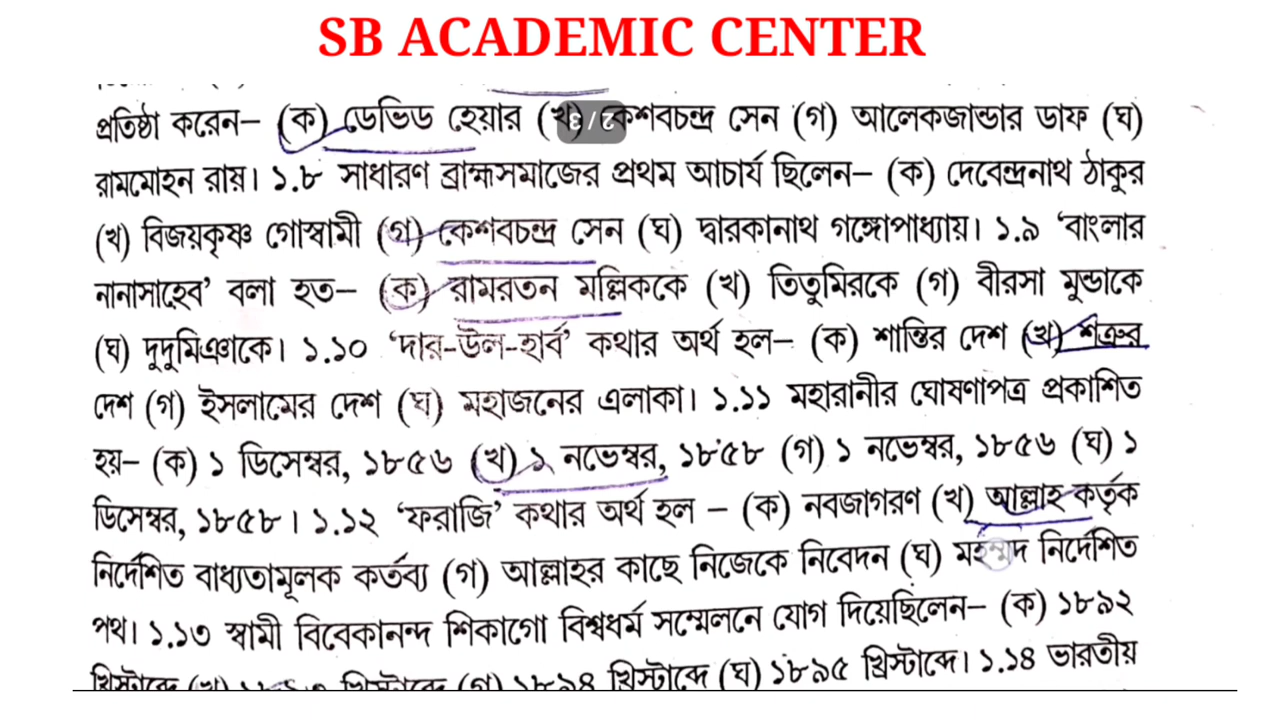 SB ACADEMIC CENTER
প্রতিষ্ঠা করেন– (ক) ডেভিড হেয়ার (খ) কেশবচন্দ্র সেন (গ) আলেকজান্ডার ডাফ (ঘ)
2/3
রামমোহন রায়। ১.৮ সাধারণ ব্রাহ্মসমাজের প্রথম আচার্য ছিলেন– (ক) দেবেন্দ্রনাথ ঠাকুর
(খ) বিজয়কৃষ্ণ গোস্বামী (গ) কেশবচন্দ্র সেন (ঘ) দ্বারকানাথ গঙ্গোপাধ্যায়। ১.৯ ‘বাংলার
নানাসাহেব’ বলা হত– (ক) রামরতন মল্লিককে (খ) তিতুমিরকে (গ) বীরসা মুন্ডাকে
(ঘ) দুদুমিঞাকে। ১.১০ ‘দার-উল-হার্ব’ কথার অর্থ হল– (ক) শান্তির দেশ (খ) শত্রুর
দেশ (গ) ইসলামের দেশ (ঘ) মহাজনের এলাকা। ১.১১ মহারানীর ঘোষণাপত্র প্রকাশিত
হয়– (ক) ১ ডিসেম্বর, ১৮৫৬ (খ) ১ নভেম্বর, ১৮৫৮ (গ) ১ নভেম্বর, ১৮৫৬ (ঘ) ১
ডিসেম্বর, ১৮৫৮। ১.১২ ‘ফরাজি’ কথার অর্থ হল – (ক) নবজাগরণ (খ) আল্লাহ কর্তৃক
নির্দেশিত বাধ্যতামূলক কর্তব্য (গ) আল্লাহর কাছে নিজেকে নিবেদন (ঘ) মহম্মদ নির্দেশিত
পথ। ১.১৩ স্বামী বিবেকানন্দ শিকাগো বিশ্বধর্ম সম্মেলনে যোগ দিয়েছিলেন– (ক) ১৮৯২
খ্রিস্টাব্দে (খ) ১৮৯৩ খ্রিস্টাব্দে (গ) ১৮৯৪ খ্রিস্টাব্দে (ঘ) ১৮৯৫ খ্রিস্টাব্দে। ১.১৪ ভারতীয়